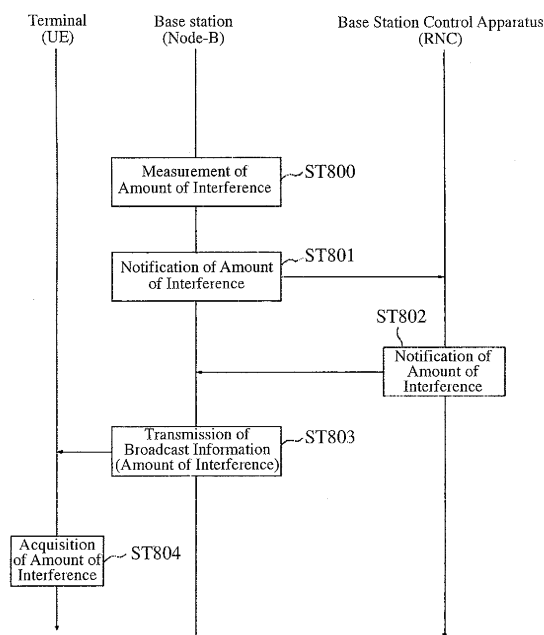 Terminal
(UE)
Base station
(Node-B)
Base Station Control Apparatus
(RNC)
Measurement of
Amount of Interference
ST800
Notification of Amount
of Interference
ST801
ST802
Notification of
Amount of
Interference
Transmission of
Broadcast Information
(Amount of Interference)
ST803
Acquisition
of Amount of
Interference
ST804